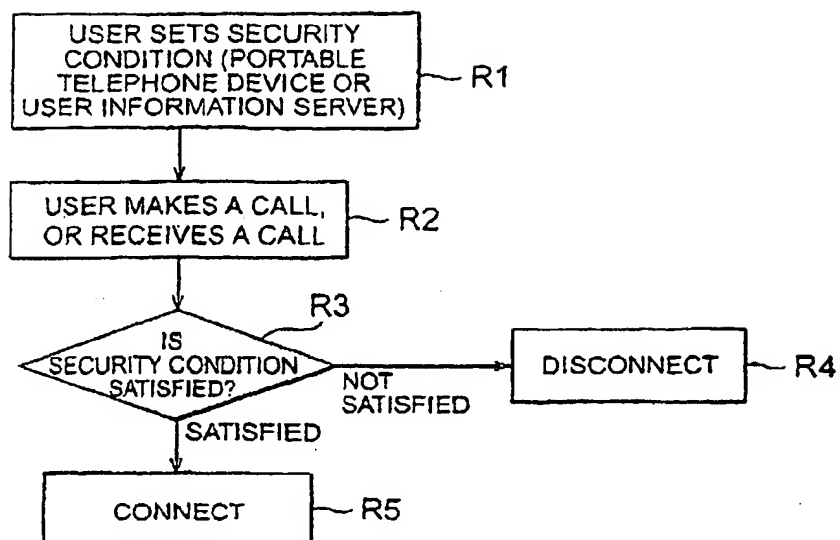 USER SETS SECURITY
CONDITION (PORTABLE
TELEPHONE DEVICE OR
USER INFORMATION SERVER)
R1
USER MAKES A CALL,
OR RECEIVES A CALL
R2
R3
IS
SECURITY CONDITION
SATISFIED?
NOT
SATISFIED
DISCONNECT
R4
SATISFIED
CONNECT
R5